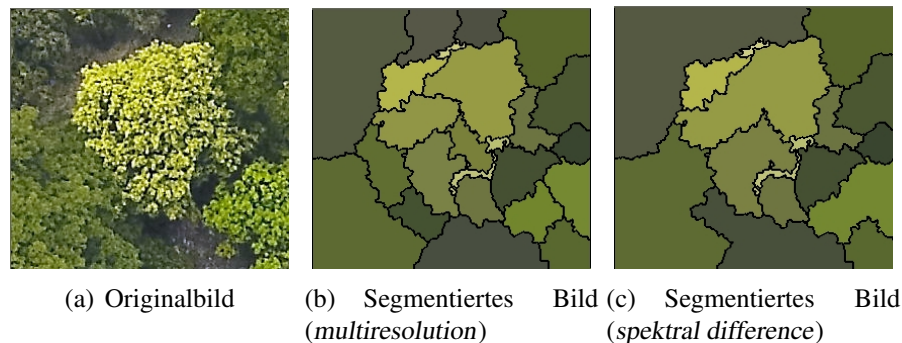 (a) Originalbild
(b) Segmentiertes Bild
(multiresolution)
(c) Segmentiertes Bild
(spektral difference)